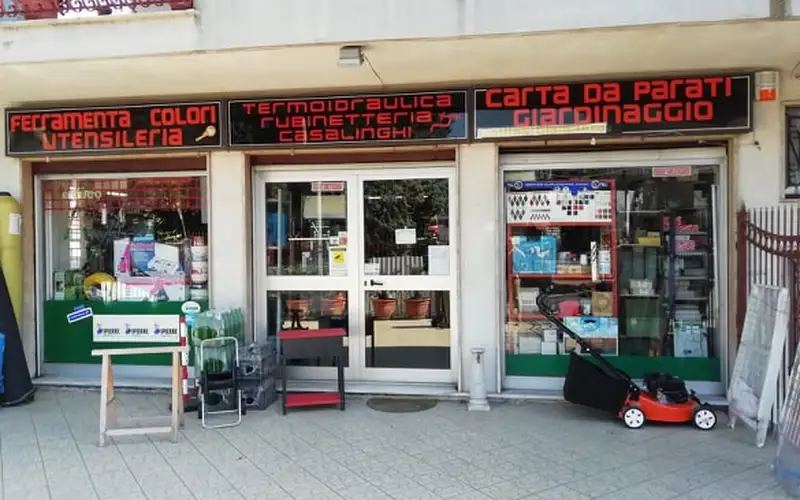 FERRAMENTA COLORI
UTENSILERIA
TERMOIDRAULICA
RUBINETTERIA
CASALINGHI
CARTA DA PARATI
GIARDINAGGIO